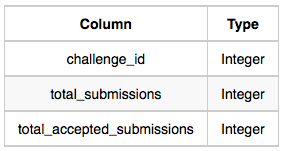 Column Type
challenge_id Integer
total_submissions Integer
total_accepted_submissions Integer